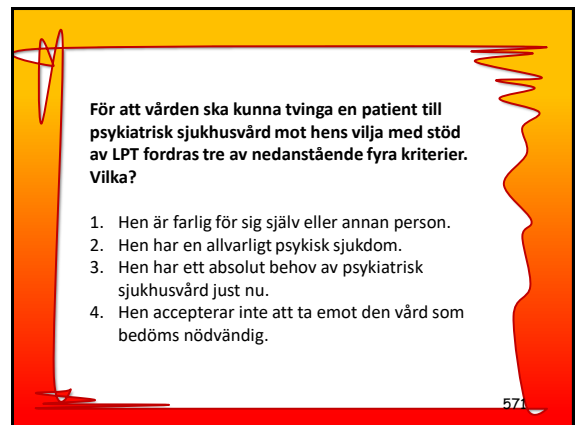 För att vården ska kunna tvinga en patient till
psykiatrisk sjukhusvård mot hens vilja med stöd
av LPT fordras tre av nedanstående fyra kriterier.
Vilka?
1. Hen är farlig för sig själv eller annan person.
2. Hen har en allvarligt psykisk sjukdom.
3. Hen har ett absolut behov av psykiatrisk
sjukhusvård just nu.
4. Hen accepterar inte att ta emot den vård som
bedöms nödvändig.
571